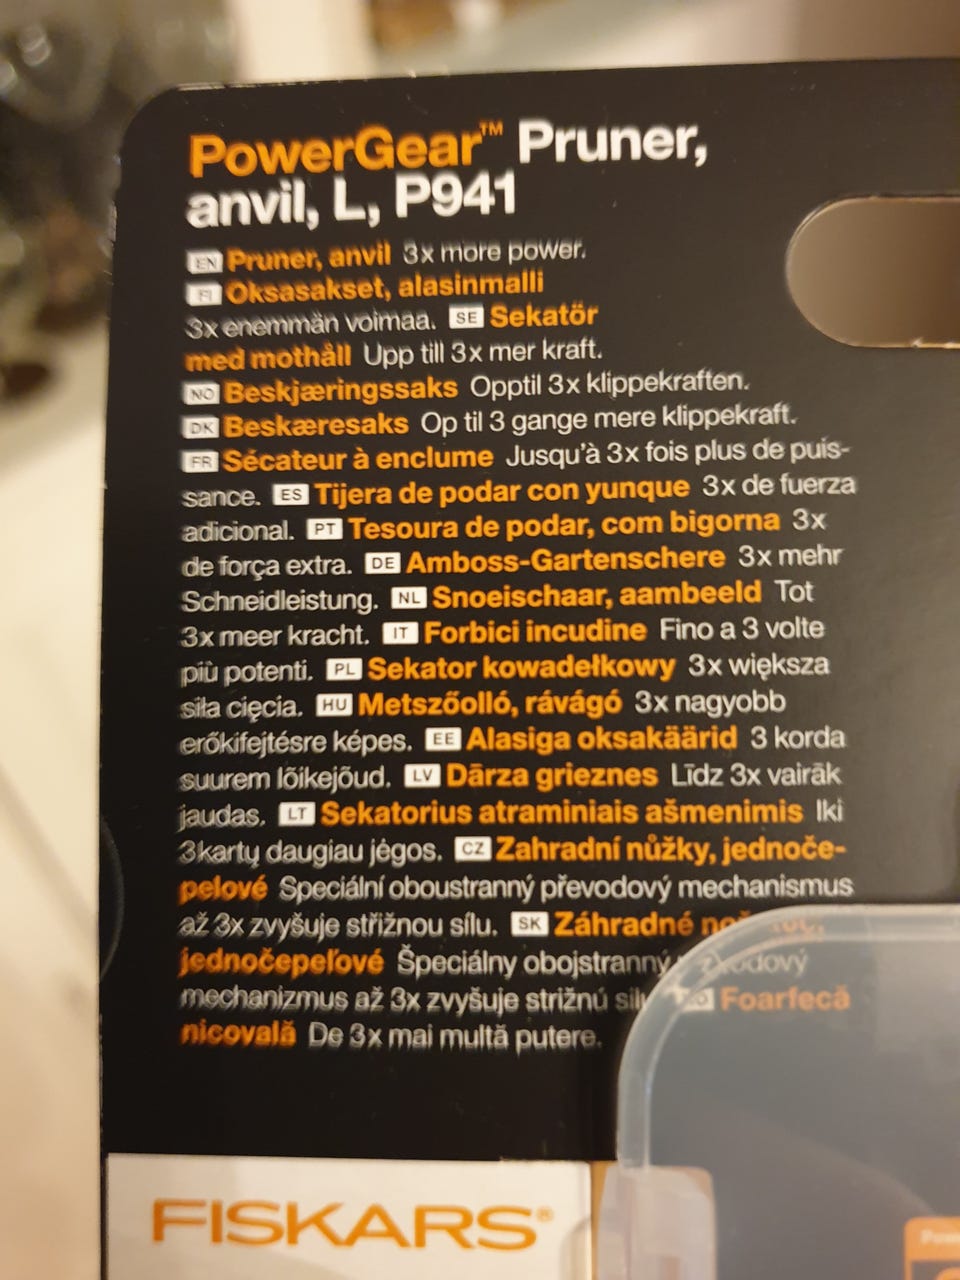 PowerGear™ Pruner,
anvil, L, P941
EN Pruner, anvil 3x more power.
FI Oksasakset, alasinmalli
3x enemmän voimaa. SE Sekatör
med mothåll Upp till 3x mer kraft.
NO Beskjæringssaks Opptil 3x klippekraften.
DK Beskæresaks Op til 3 gange mere klippekraft.
FR Sécateur à enclume Jusqu'à 3x fois plus de puis-
sance. ES Tijera de podar con yunque 3x de fuerza
adicional. PT Tesoura de podar, com bigorna 3x
de força extra. DE Amboss-Gartenschere 3x mehr
Schneidleistung. NL Snoeischaar, aambeeld Tot
3x meer kracht. IT Forbici incudine Fino a 3 volte
più potenti. PL Sekator kowadełkowy 3x większa
siła cięcia. HU Metszőolló, rávágó 3x nagyobb
erőkifejtésre képes. EE Alasiga oksakäärid 3 korda
suurem lõikejõud. LV Dārza grieznes Līdz 3x vairāk
jaudas. LT Sekatorius atraminiais ašmenimis Iki
3kartų daugiau jėgos. CZ Zahradní nůžky, jednoče-
pelové Speciální oboustranný převodový mechanismus
až 3x zvyšuje střižnou sílu. SK Záhradné
jednočepeľové Špeciálny obojstranný
mechanizmus až 3x zvyšuje strižnú silu. RO Foarfecă
nicovală De 3x mai multă putere.
FISKARS®